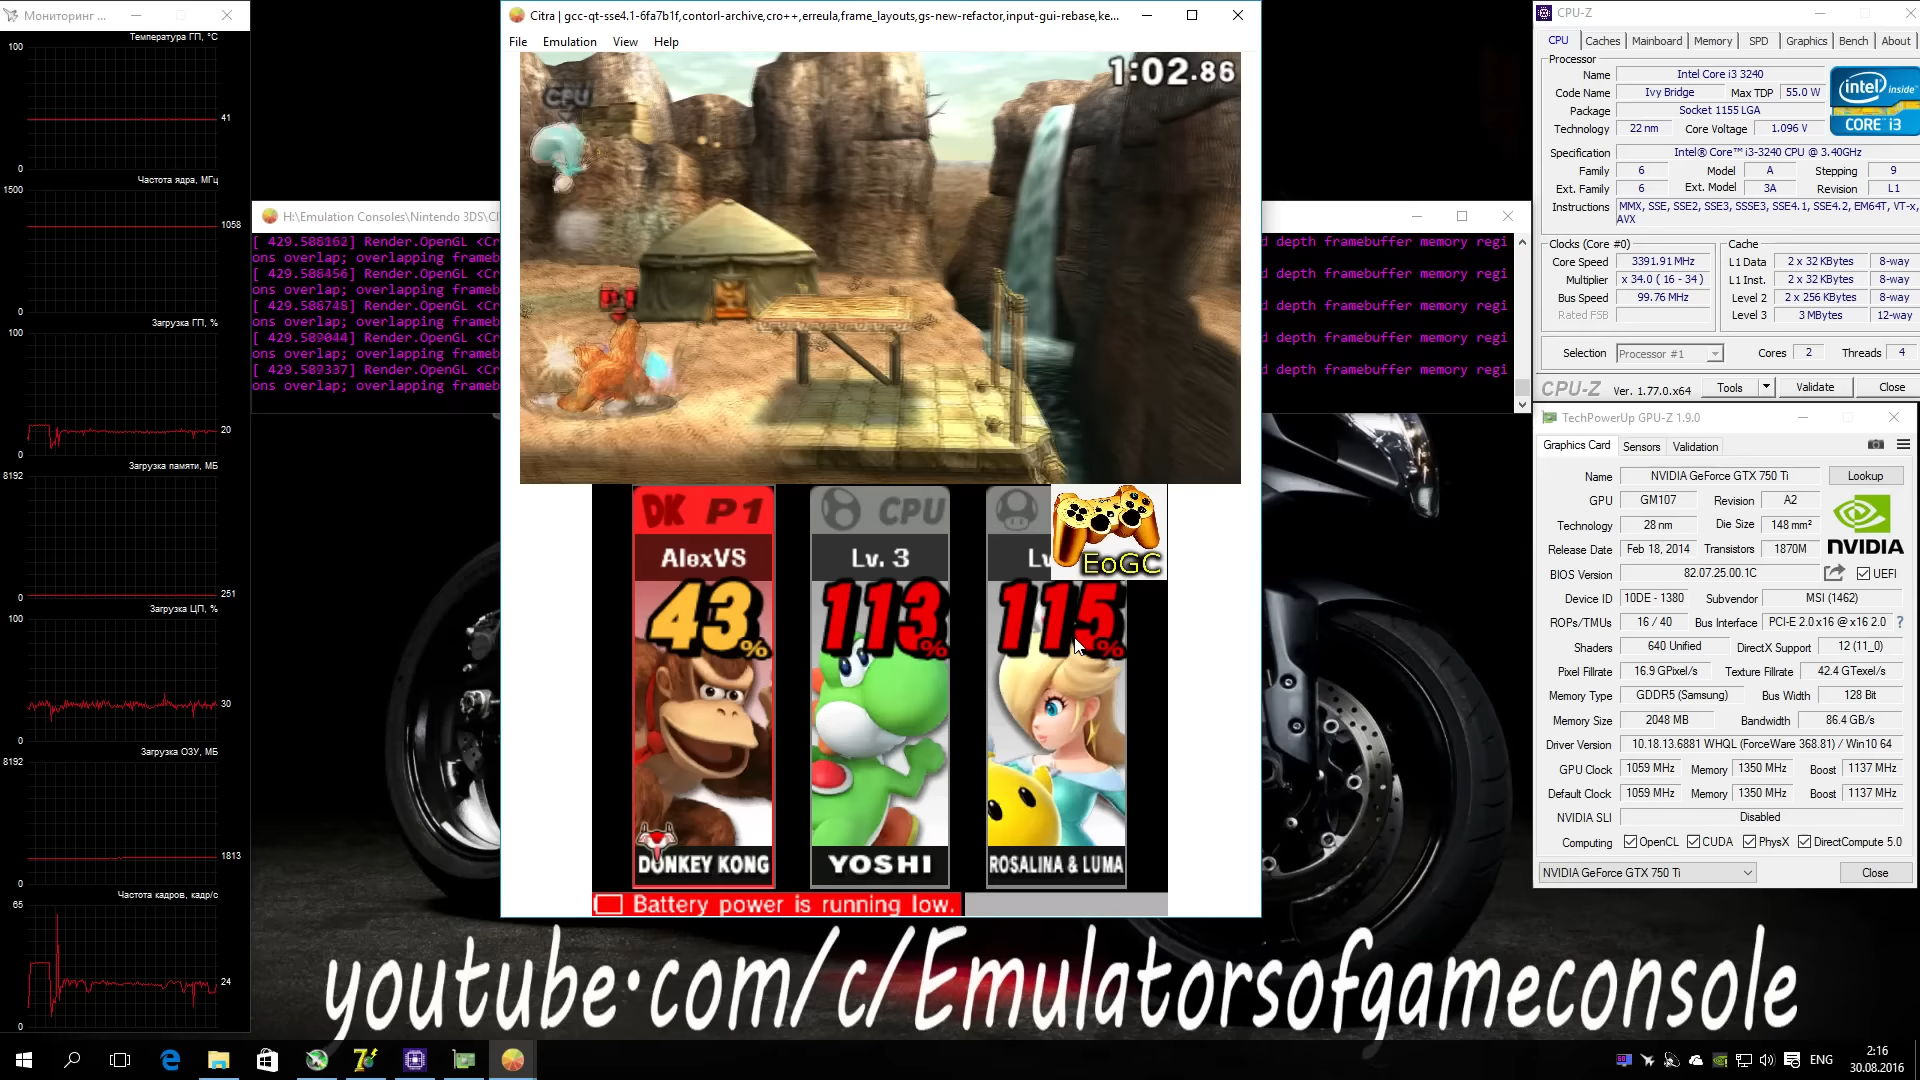 Мониторинг ...
Температура ГП, °C
100
41
0
Частота ядра, МГц
1500
1058
0
Загрузка ГП, %
100
20
0
Загрузка памяти, МБ
8192
251
0
Загрузка ЦП, %
100
30
0
Загрузка ОЗУ, МБ
8192
1813
0
Частота кадров, кадр/с
65
24
0
H:\Emulation Consoles\Nintendo 3DS\Ci
[ 429.588162] Render.OpenGL <Cr
d depth framebuffer memory regi
ons overlap; overlapping frameb
[ 429.588456] Render.OpenGL <Cr
d depth framebuffer memory regi
ons overlap; overlapping frameb
[ 429.588748] Render.OpenGL <Cr
d depth framebuffer memory regi
ons overlap; overlapping frameb
[ 429.589044] Render.OpenGL <Cr
d depth framebuffer memory regi
ons overlap; overlapping frameb
[ 429.589337] Render.OpenGL <Cr
d depth framebuffer memory regi
ons overlap; overlapping frameb
Citra | gcc-qt-sse4.1-6fa7b1f,contorl-archive,cro++,erreula,frame_layouts,gs-new-refactor,input-gui-rebase,ke...
File Emulation View Help
1:02.86
CPU
DK P1
CPU
AlexVS
Lv. 3
Lv
EoGC
43%
113%
115%
DONKEY KONG
YOSHI
ROSALINA & LUMA
Battery power is running low.
CPU-Z
CPU Caches Mainboard Memory SPD Graphics Bench About
Processor
Name Intel Core i3 3240
Code Name Ivy Bridge Max TDP 55.0 W
Package Socket 1155 LGA
Technology 22 nm Core Voltage 1.096 V
intel inside
CORE i3
Specification Intel® Core™ i3-3240 CPU @ 3.40GHz
Family 6 Model A Stepping 9
Ext. Family 6 Ext. Model 3A Revision L1
Instructions MMX, SSE, SSE2, SSE3, SSSE3, SSE4.1, SSE4.2, EM64T, VT-x,
AVX
Clocks (Core #0)
Core Speed 3391.91 MHz
Multiplier x 34.0 ( 16 - 34 )
Bus Speed 99.76 MHz
Rated FSB
Cache
L1 Data 2 x 32 KBytes 8-way
L1 Inst. 2 x 32 KBytes 8-way
Level 2 2 x 256 KBytes 8-way
Level 3 3 MBytes 12-way
Selection Processor #1 Cores 2 Threads 4
CPU-Z Ver. 1.77.0.x64 Tools Validate Close
TechPowerUp GPU-Z 1.9.0
Graphics Card Sensors Validation
Name NVIDIA GeForce GTX 750 Ti Lookup
GPU GM107 Revision A2
Technology 28 nm Die Size 148 mm²
Release Date Feb 18, 2014 Transistors 1870M
NVIDIA
BIOS Version 82.07.25.00.1C UEFI
Device ID 10DE - 1380 Subvendor MSI (1462)
ROPs/TMUs 16 / 40 Bus Interface PCI-E 2.0 x16 @ x16 2.0 ?
Shaders 640 Unified DirectX Support 12 (11_0)
Pixel Fillrate 16.9 GPixel/s Texture Fillrate 42.4 GTexel/s
Memory Type GDDR5 (Samsung) Bus Width 128 Bit
Memory Size 2048 MB Bandwidth 86.4 GB/s
Driver Version 10.18.13.6881 WHQL (ForceWare 368.81) / Win10 64
GPU Clock 1059 MHz Memory 1350 MHz Boost 1137 MHz
Default Clock 1059 MHz Memory 1350 MHz Boost 1137 MHz
NVIDIA SLI Disabled
Computing OpenCL CUDA PhysX DirectCompute 5.0
NVIDIA GeForce GTX 750 Ti Close
youtube.com/c/Emulatorsofgameconsole
ENG
2:16
30.08.2016